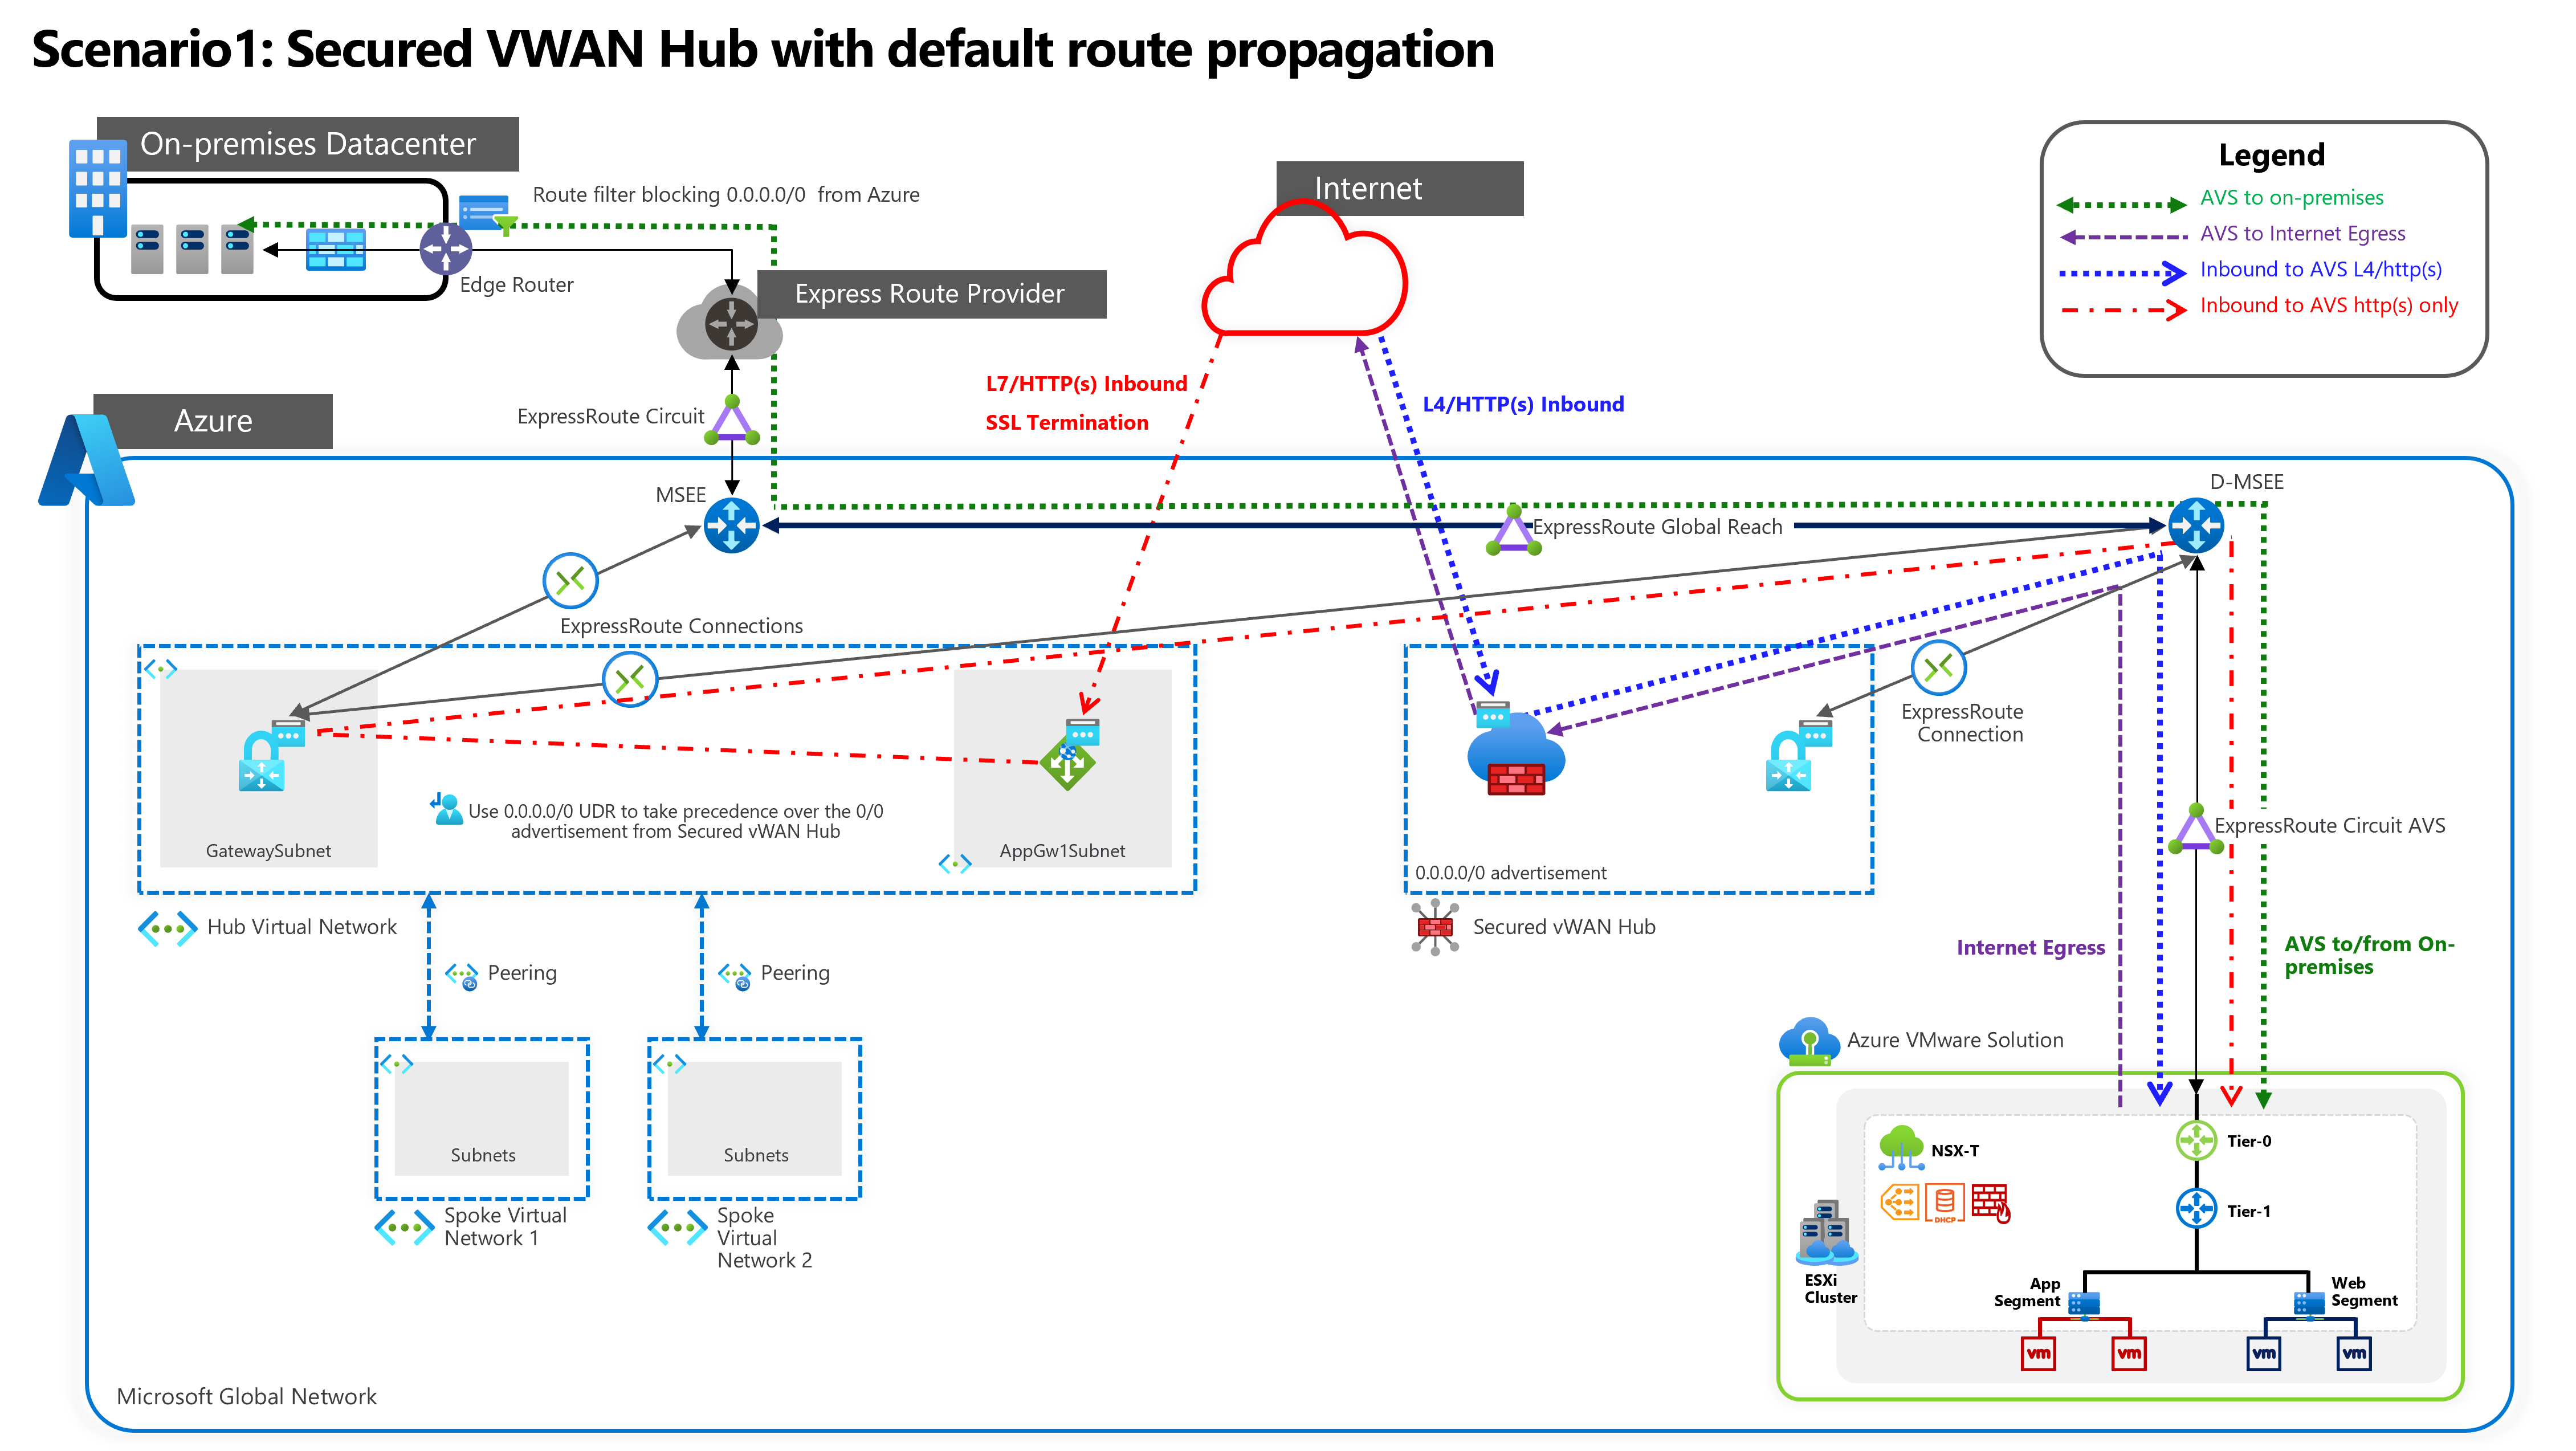 Scenario1: Secured VWAN Hub with default route propagation
On-premises Datacenter
Route filter blocking 0.0.0.0/0  from Azure
Edge Router
Express Route Provider
Internet
Legend
AVS to on-premises
AVS to Internet Egress
Inbound to AVS L4/http(s)
Inbound to AVS http(s) only
L7/HTTP(s) Inbound
SSL Termination
L4/HTTP(s) Inbound
ExpressRoute Circuit
Azure
MSEE
D-MSEE
ExpressRoute Global Reach
ExpressRoute Connections
ExpressRoute
Connection
Use 0.0.0.0/0 UDR to take precedence over the 0/0
advertisement from Secured vWAN Hub
GatewaySubnet
AppGw1Subnet
0.0.0.0/0 advertisement
ExpressRoute Circuit AVS
Hub Virtual Network
Secured vWAN Hub
Internet Egress
AVS to/from On-
premises
Peering
Peering
Azure VMware Solution
Subnets
Subnets
Spoke Virtual
Network 1
Spoke
Virtual
Network 2
NSX-T
DHCP
Tier-0
Tier-1
ESXi
Cluster
App
Segment
Web
Segment
vm
vm
vm
vm
Microsoft Global Network